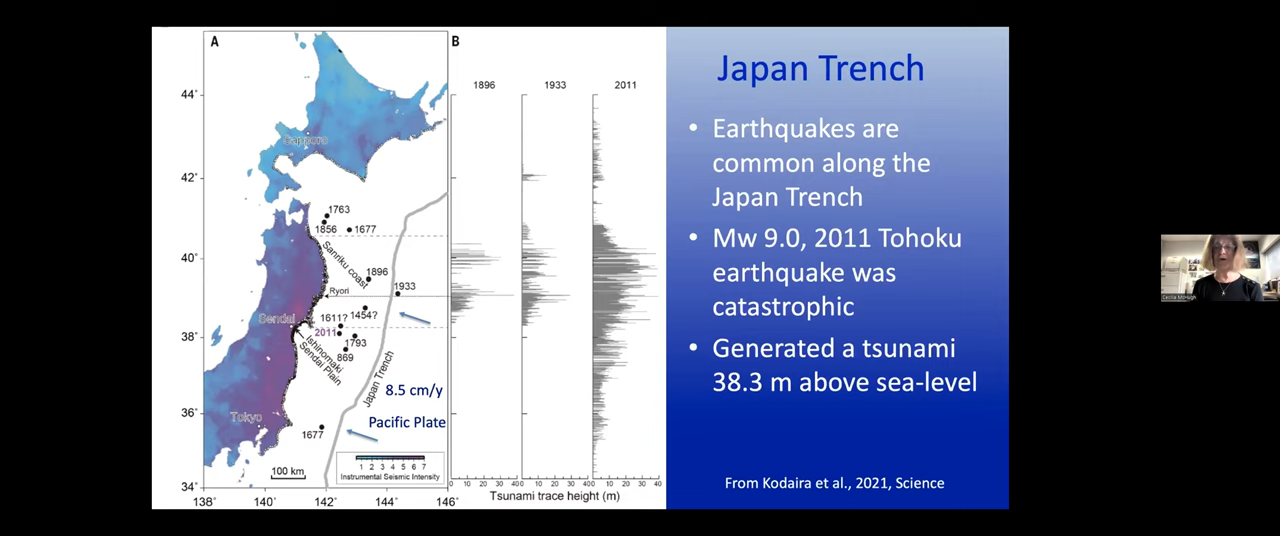 A
B
44°
42°
40°
38°
36°
34°
138°
140°
142°
144°
146°
Sapporo
1763
1856
1677
Sanriku coast
1896
Ryori
1933
Sendai
1611?
1454?
2011
1793
869
Ishinomaki
Sendai Plain
Japan Trench
8.5 cm/y
Pacific Plate
Tokyo
1677
100 km
1 2 3 4 5 6 7
Instrumental Seismic Intensity
1896
1933
2011
0 10 20 30 400 10 20 30 400 10 20 30 40
Tsunami trace height (m)
Japan Trench
• Earthquakes are
common along the
Japan Trench
• Mw 9.0, 2011 Tohoku
earthquake was
catastrophic
• Generated a tsunami
38.3 m above sea-level
From Kodaira et al., 2021, Science
Cecilia McHugh